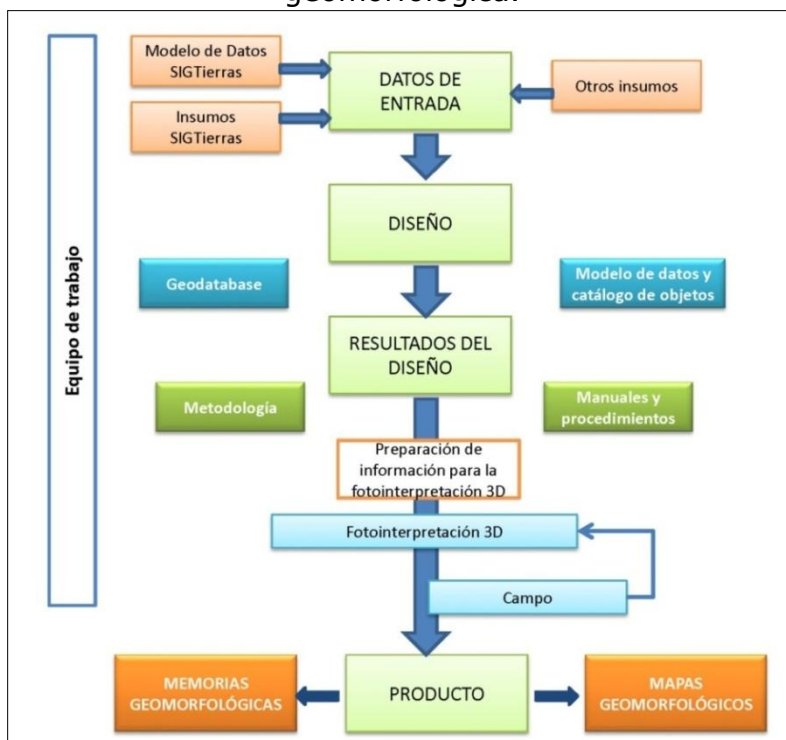 geomorfológica.
Modelo de Datos
SIGTierras
DATOS DE
ENTRADA
Otros insumos
Insumos
SIGTierras
DISEÑO
Equipo de trabajo
Geodatabase
Modelo de datos y
catálogo de objetos
RESULTADOS DEL
DISEÑO
Metodología
Manuales y
procedimientos
Preparación de
información para la
fotointerpretación 3D
Fotointerpretación 3D
Campo
MEMORIAS
GEOMORFOLÓGICAS
PRODUCTO
MAPAS
GEOMORFOLÓGICOS